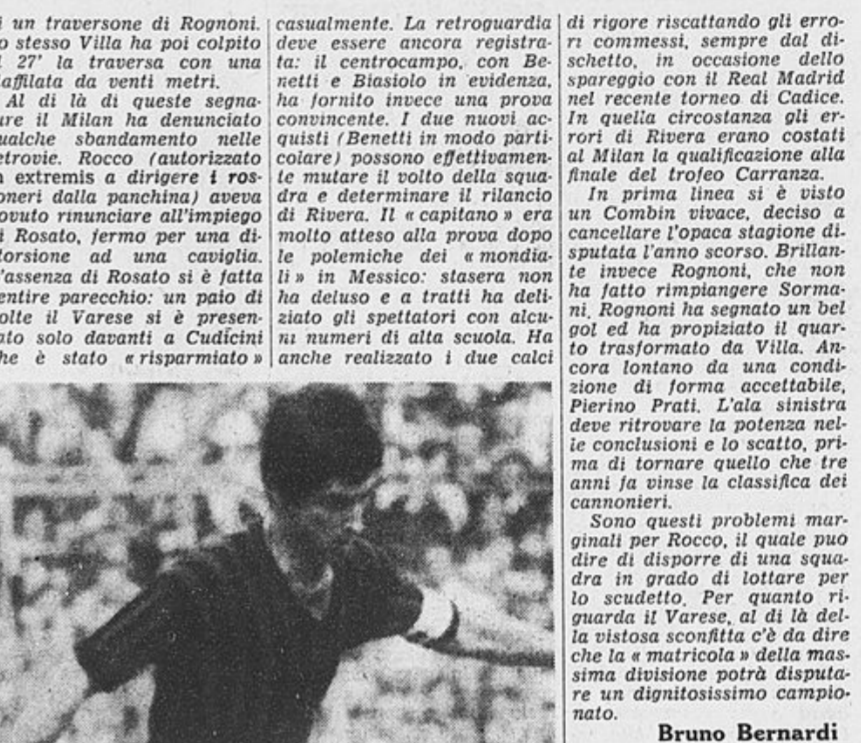 i un traversone di Rognoni.
o stesso Villa ha poi colpito
27' la traversa con una
affilata da venti metri.
Al di là di queste segna-
ure il Milan ha denunciato
ualche sbandamento nelle
etrovie. Rocco (autorizzato
extremis a dirigere i ros-
oneri dalla panchina) aveva
ovuto rinunciare all'impiego
i Rosato, fermo per una di-
torsione ad una caviglia.
'assenza di Rosato si è fatta
entire parecchio: un paio di
olte il Varese si è presen-
ato solo davanti a Cudicini
he è stato «risparmiato»
casualmente. La retroguardia
deve essere ancora registra-
ta: il centrocampo, con Be-
netti e Biasiolo in evidenza,
ha fornito invece una prova
convincente. I due nuovi ac-
quisti (Benetti in modo parti-
colare) possono effettivamen-
te mutare il volto della squa-
dra e determinare il rilancio
di Rivera. Il «capitano» era
molto atteso alla prova dopo
le polemiche dei «mondia-
li» in Messico: stasera non
ha deluso e a tratti ha deli-
ziato gli spettatori con alcu-
ni numeri di alta scuola. Ha
anche realizzato i due calci
di rigore riscattando gli erro-
ri commessi, sempre dal di-
schetto, in occasione dello
spareggio con il Real Madrid
nel recente torneo di Cadice.
In quella circostanza gli er-
rori di Rivera erano costati
al Milan la qualificazione alla
finale del trofeo Carranza.
In prima linea si è visto
un Combin vivace, deciso a
cancellare l'opaca stagione di-
sputata l'anno scorso. Brillan-
te invece Rognoni, che non
ha fatto rimpiangere Sorma-
ni. Rognoni ha segnato un bel
gol ed ha propiziato il quar-
to trasformato da Villa. An-
cora lontano da una condi-
zione di forma accettabile,
Pierino Prati. L'ala sinistra
deve ritrovare la potenza nel-
le conclusioni e lo scatto, pri-
ma di tornare quello che tre
anni fa vinse la classifica dei
cannonieri.
Sono questi problemi mar-
ginali per Rocco, il quale puo
dire di disporre di una squa-
dra in grado di lottare per
lo scudetto. Per quanto ri-
guarda il Varese, al di là del-
la vistosa sconfitta c'è da dire
che la «matricola» della mas-
sima divisione potrà disputa-
re un dignitosissimo campio-
nato.
Bruno Bernardi